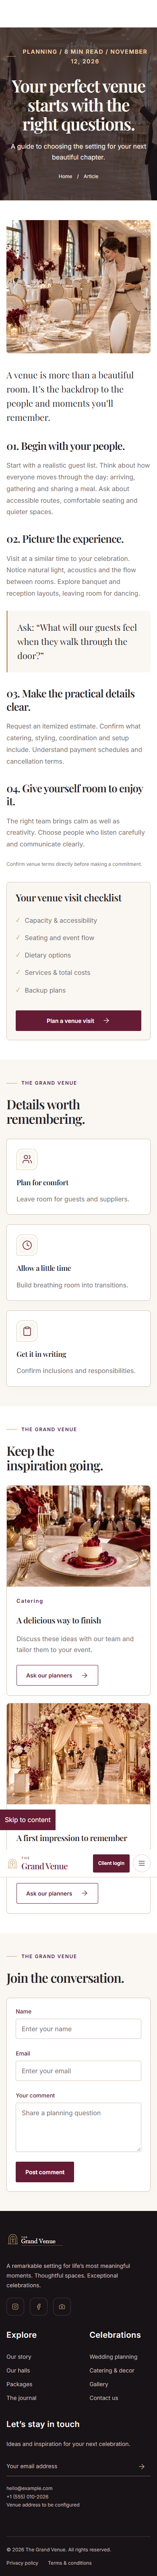 PLANNING / 8 MIN READ / NOVEMBER
12, 2026
Your perfect venue
starts with the
right questions.
A guide to choosing the setting for your next
beautiful chapter.
Home / Article
A venue is more than a beautiful
room. It's the backdrop to the
people and moments you'll
remember.
01. Begin with your people.
Start with a realistic guest list. Think about how
everyone moves through the day: arriving,
gathering and sharing a meal. Ask about
accessible routes, comfortable seating and
quieter spaces.
02. Picture the experience.
Visit at a similar time to your celebration.
Notice natural light, acoustics and the flow
between rooms. Explore banquet and
reception layouts, leaving room for dancing.
Ask: “What will our guests feel
when they walk through the
door?”
03. Make the practical details
clear.
Request an itemized estimate. Confirm what
catering, styling, coordination and setup
include. Understand payment schedules and
cancellation terms.
04. Give yourself room to enjoy
it.
The right team brings calm as well as
creativity. Choose people who listen carefully
and communicate clearly.
Confirm venue terms directly before making a commitment.
Your venue visit checklist
✓ Capacity & accessibility
✓ Seating and event flow
✓ Dietary options
✓ Services & total costs
✓ Backup plans
Plan a venue visit →
THE GRAND VENUE
Details worth
remembering.
Plan for comfort
Leave room for guests and suppliers.
Allow a little time
Build breathing room into transitions.
Get it in writing
Confirm inclusions and responsibilities.
THE GRAND VENUE
Keep the
inspiration going.
Catering
A delicious way to finish
Discuss these ideas with our team and
tailor them to your event.
Ask our planners →
Skip to content
A first impression to remember
THE
Grand Venue
Client login
Ask our planners →
THE GRAND VENUE
Join the conversation.
Name
Enter your name
Email
Enter your email
Your comment
Share a planning question
Post comment
THE
Grand Venue
A remarkable setting for life's most meaningful
moments. Thoughtful spaces. Exceptional
celebrations.
Explore
Our story
Our halls
Packages
The journal
Celebrations
Wedding planning
Catering & decor
Gallery
Contact us
Let's stay in touch
Ideas and inspiration for your next celebration.
Your email address →
hello@example.com
+1 (555) 010-2026
Venue address to be configured
© 2026 The Grand Venue. All rights reserved.
Privacy policy Terms & conditions